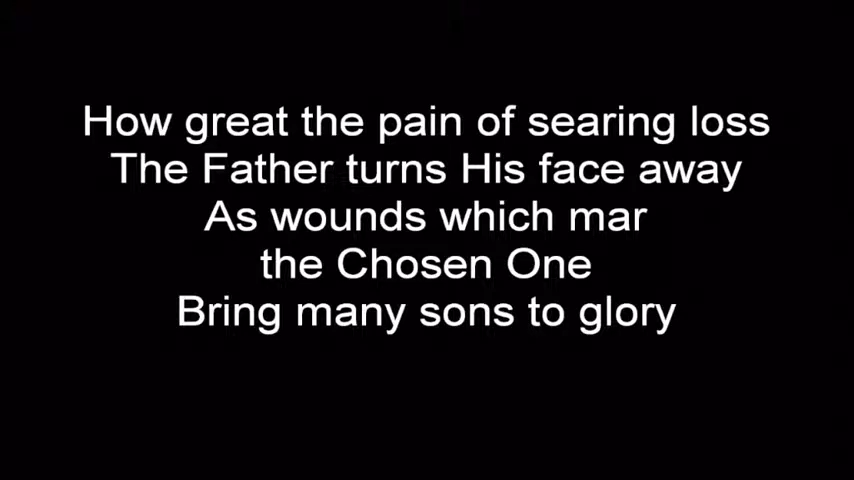 How great the pain of searing loss
The Father turns His face away
As wounds which mar
the Chosen One
Bring many sons to glory